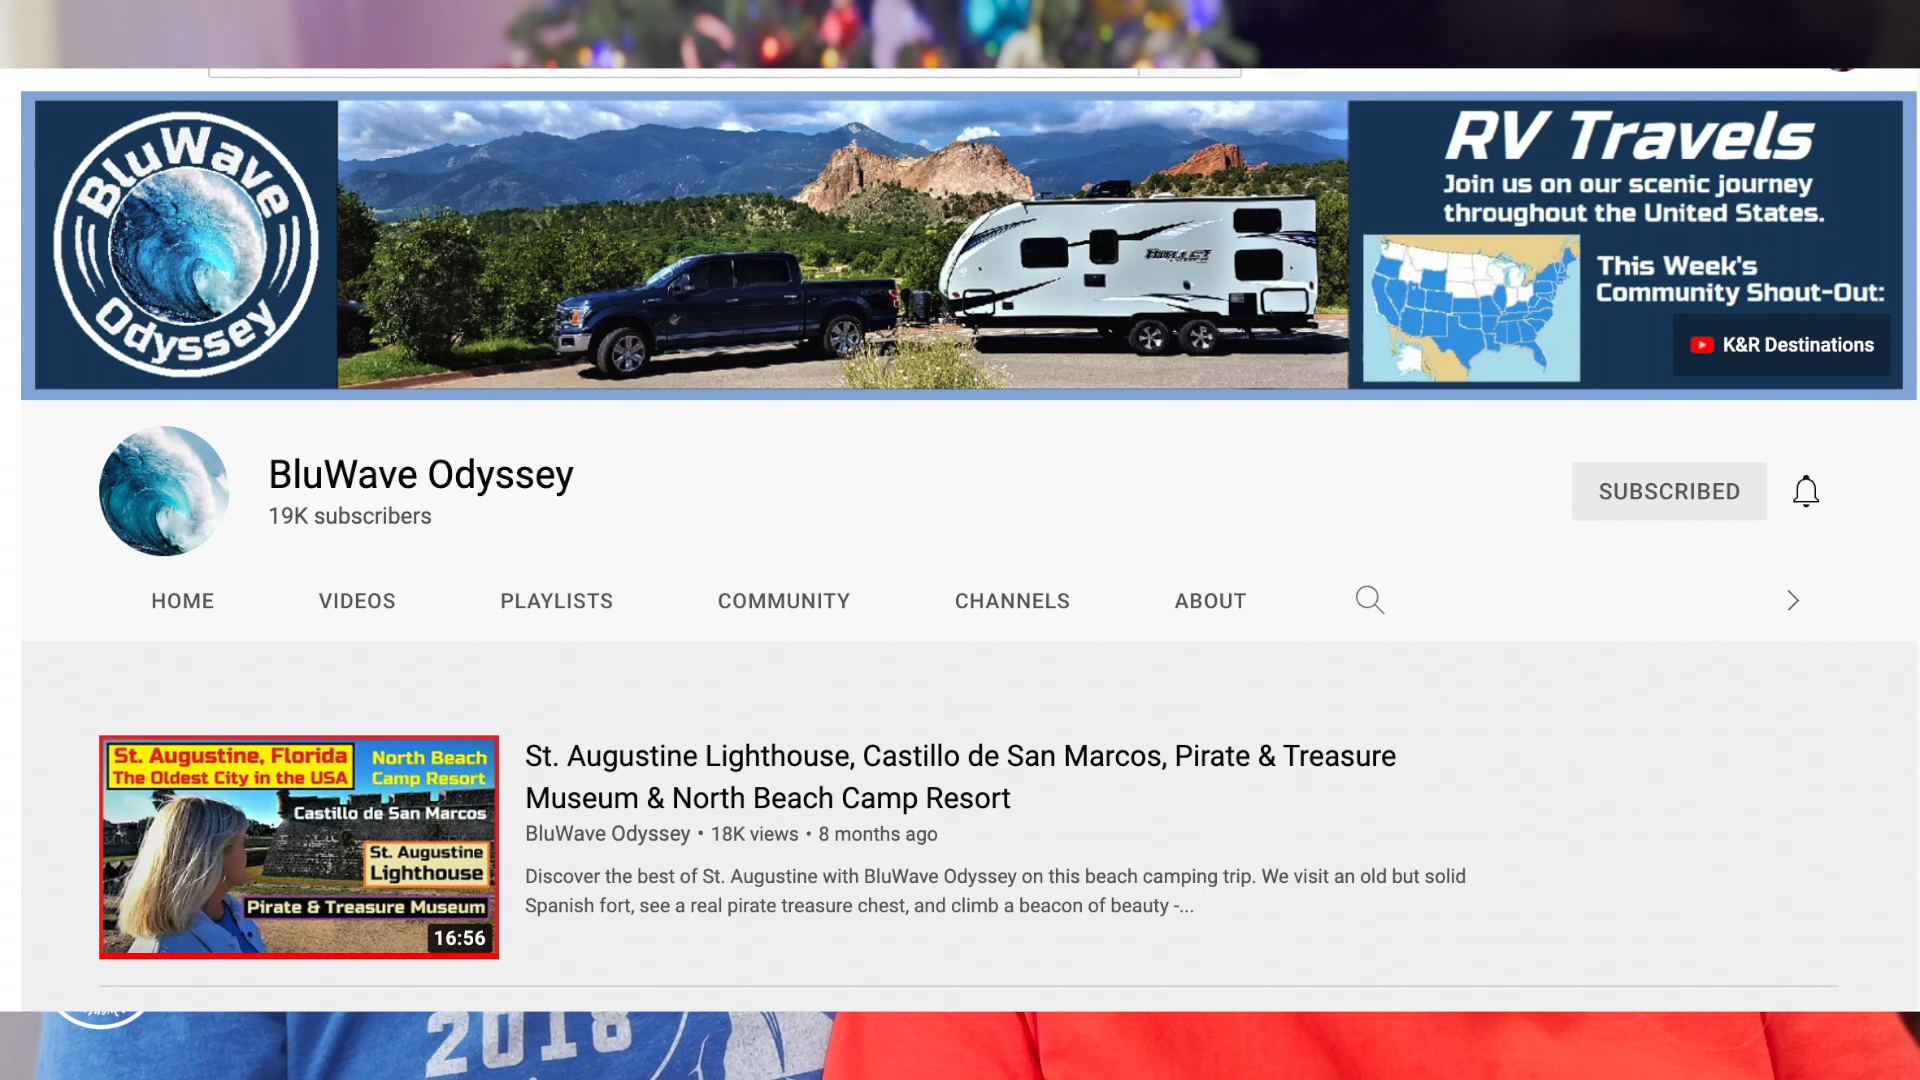 BluWave
Odyssey
BULLET
RV Travels
Join us on our scenic journey
throughout the United States.
This Week's
Community Shout-Out:
K&R Destinations
BluWave Odyssey
19K subscribers
SUBSCRIBED
HOME VIDEOS PLAYLISTS COMMUNITY CHANNELS ABOUT
St. Augustine, Florida
The Oldest City in the USA
North Beach
Camp Resort
Castillo de San Marcos
St. Augustine
Lighthouse
Pirate & Treasure Museum
16:56
St. Augustine Lighthouse, Castillo de San Marcos, Pirate & Treasure
Museum & North Beach Camp Resort
BluWave Odyssey • 18K views • 8 months ago
Discover the best of St. Augustine with BluWave Odyssey on this beach camping trip. We visit an old but solid
Spanish fort, see a real pirate treasure chest, and climb a beacon of beauty -...
2018